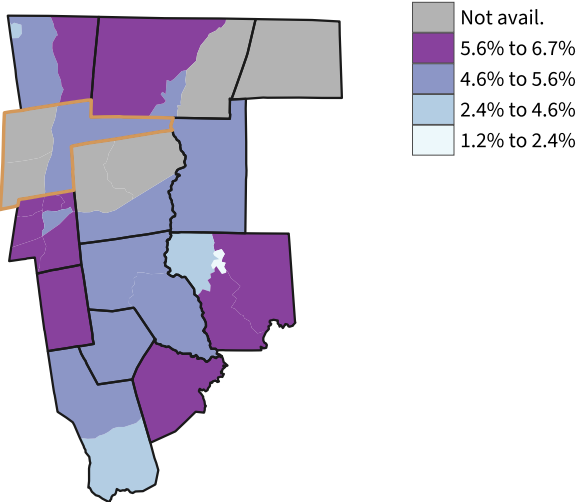 Not avail.
5.6% to 6.7%
4.6% to 5.6%
2.4% to 4.6%
1.2% to 2.4%